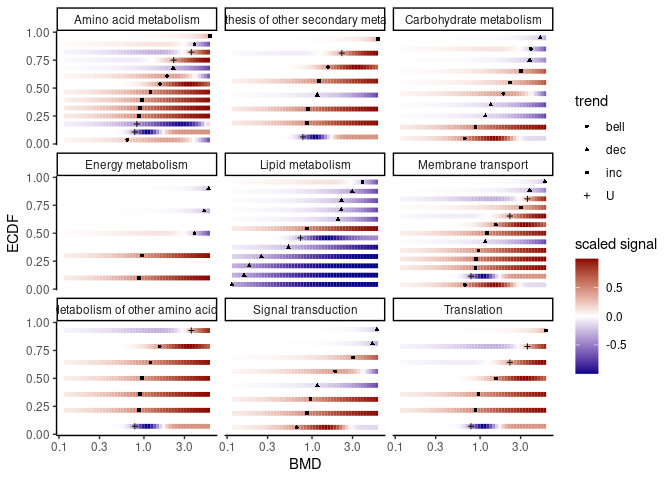 Amino acid metabolism
thesis of other secondary meta
Carbohydrate metabolism
1.00
0.75
0.50
0.25
0.00
Energy metabolism
Lipid metabolism
Membrane transport
1.00
0.75
0.50
0.25
0.00
etabolism of other amino acid
Signal transduction
Translation
1.00
0.75
0.50
0.25
0.00
0.1 0.3 1.0 3.0
0.1 0.3 1.0 3.0
0.1 0.3 1.0 3.0
BMD
ECDF
trend
bell
dec
inc
U
scaled signal
0.5
0.0
-0.5